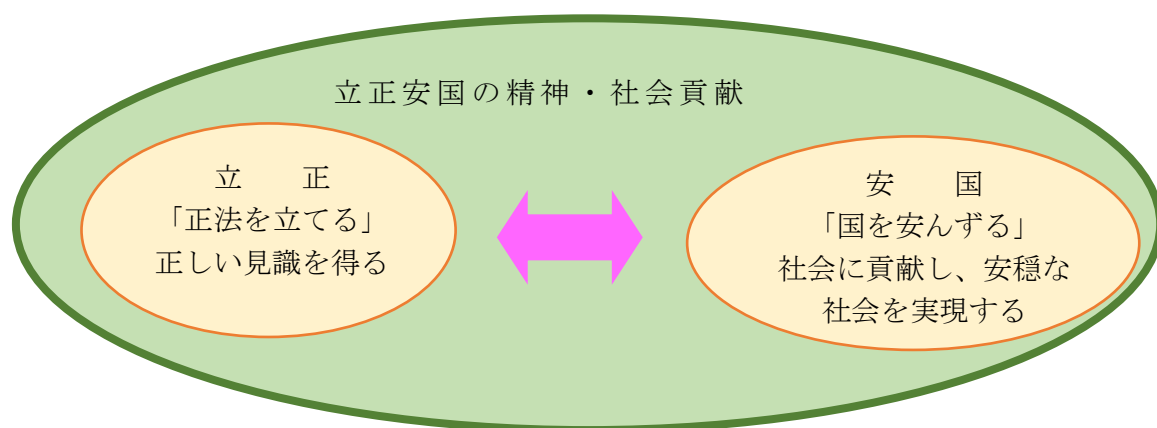 立正安国の精神・社会貢献
立　　正
「正法を立てる」
正しい見識を得る
安　　国
「国を安んずる」
社会に貢献し、安穏な
社会を実現する